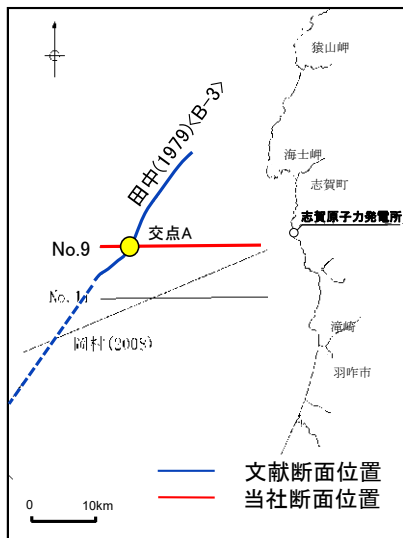 猿山岬
田中(1979)<B-3>
海士岬
志賀町
志賀原子力発電所
交点A
No.9
No.11
岡村(2008)
滝崎
羽咋市
文献断面位置
当社断面位置
0 10km